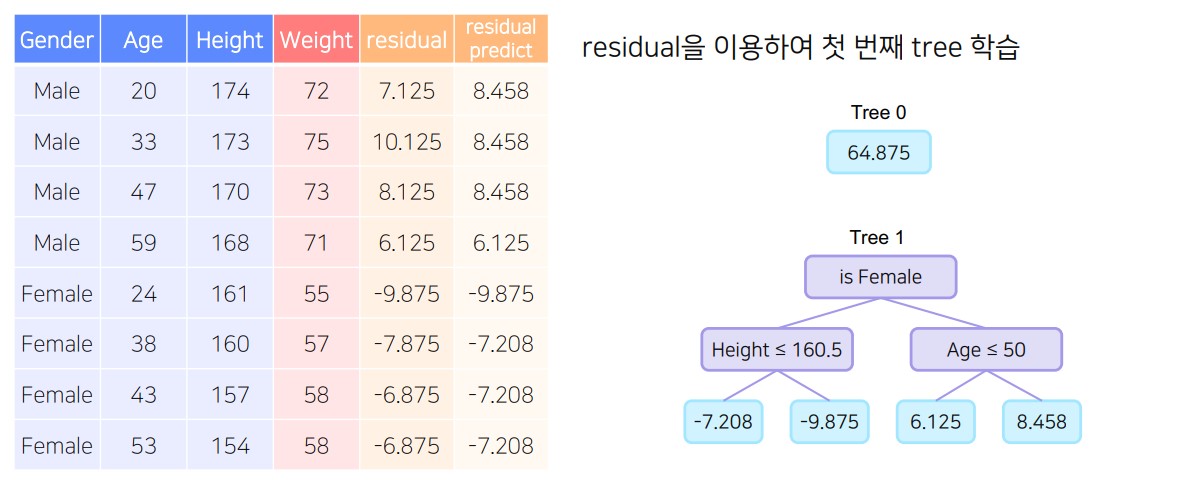 Gender Age Height Weight residual residual predict
Male 20 174 72 7.125 8.458
Male 33 173 75 10.125 8.458
Male 47 170 73 8.125 8.458
Male 59 168 71 6.125 6.125
Female 24 161 55 -9.875 -9.875
Female 38 160 57 -7.875 -7.208
Female 43 157 58 -6.875 -7.208
Female 53 154 58 -6.875 -7.208
residual을 이용하여 첫 번째 tree 학습
Tree 0
64.875
Tree 1
is Female
Height ≤ 160.5 Age ≤ 50
-7.208 -9.875 6.125 8.458